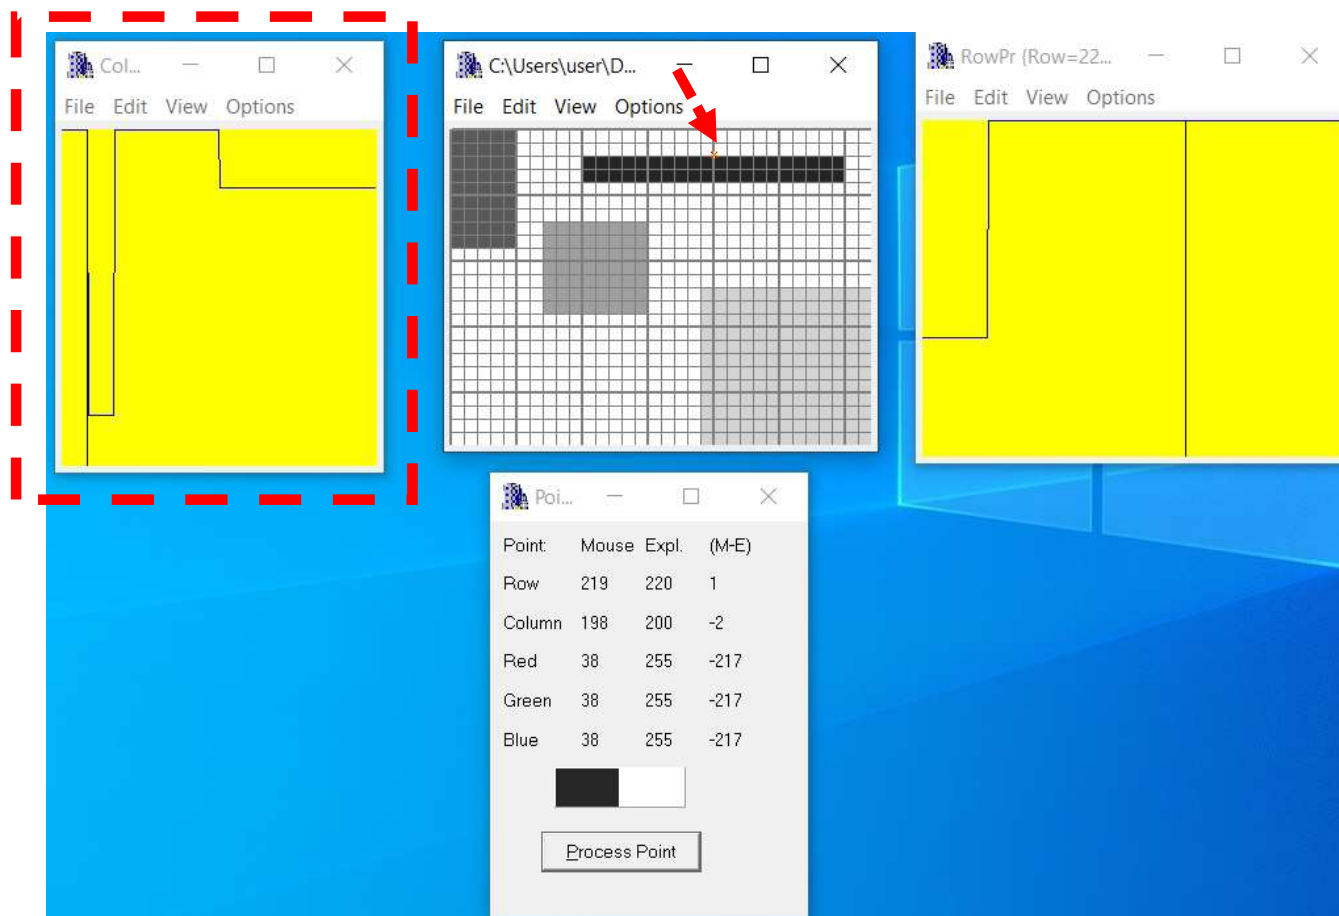 Col...
File Edit View Options
C:\Users\user\D...
File Edit View Options
RowPr (Row=22...
File Edit View Options
Poi...
Point: Mouse Expl. (M-E)
Row 219 220 1
Column 198 200 -2
Red 38 255 -217
Green 38 255 -217
Blue 38 255 -217
Process Point